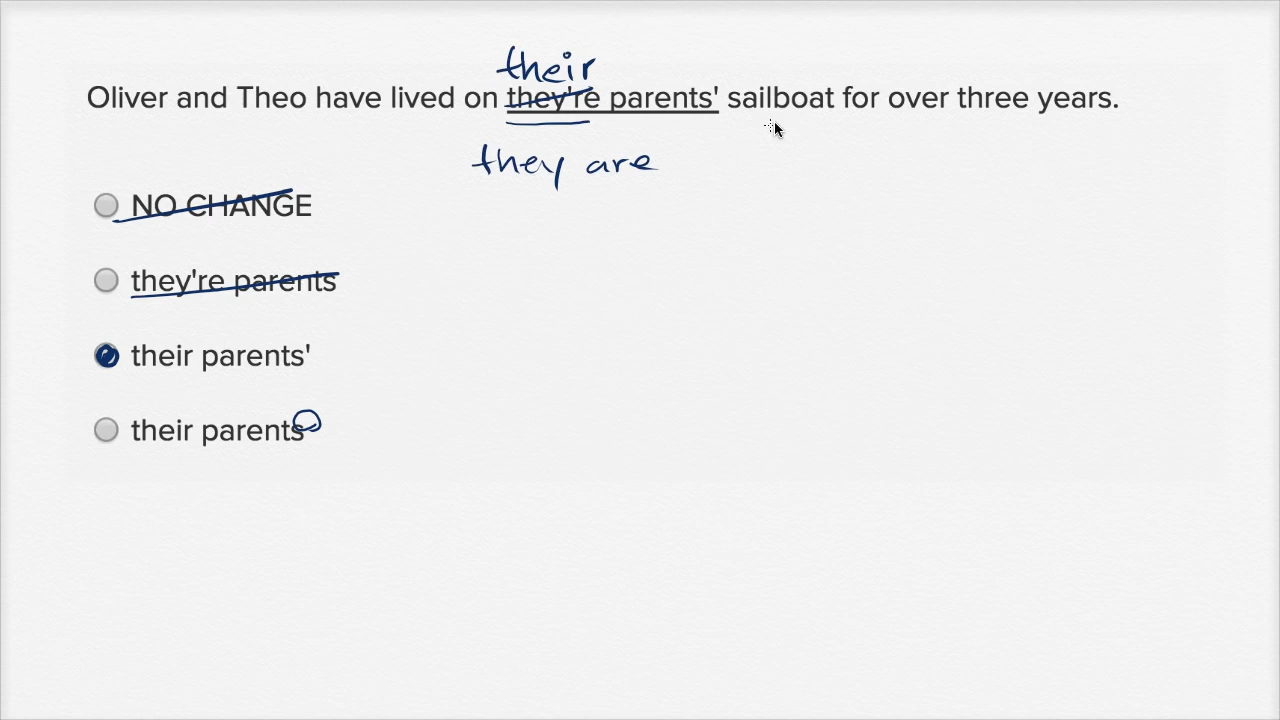 their
Oliver and Theo have lived on they're parents' sailboat for over three years.
they are
NO CHANGE
they're parents
their parents'
their parents